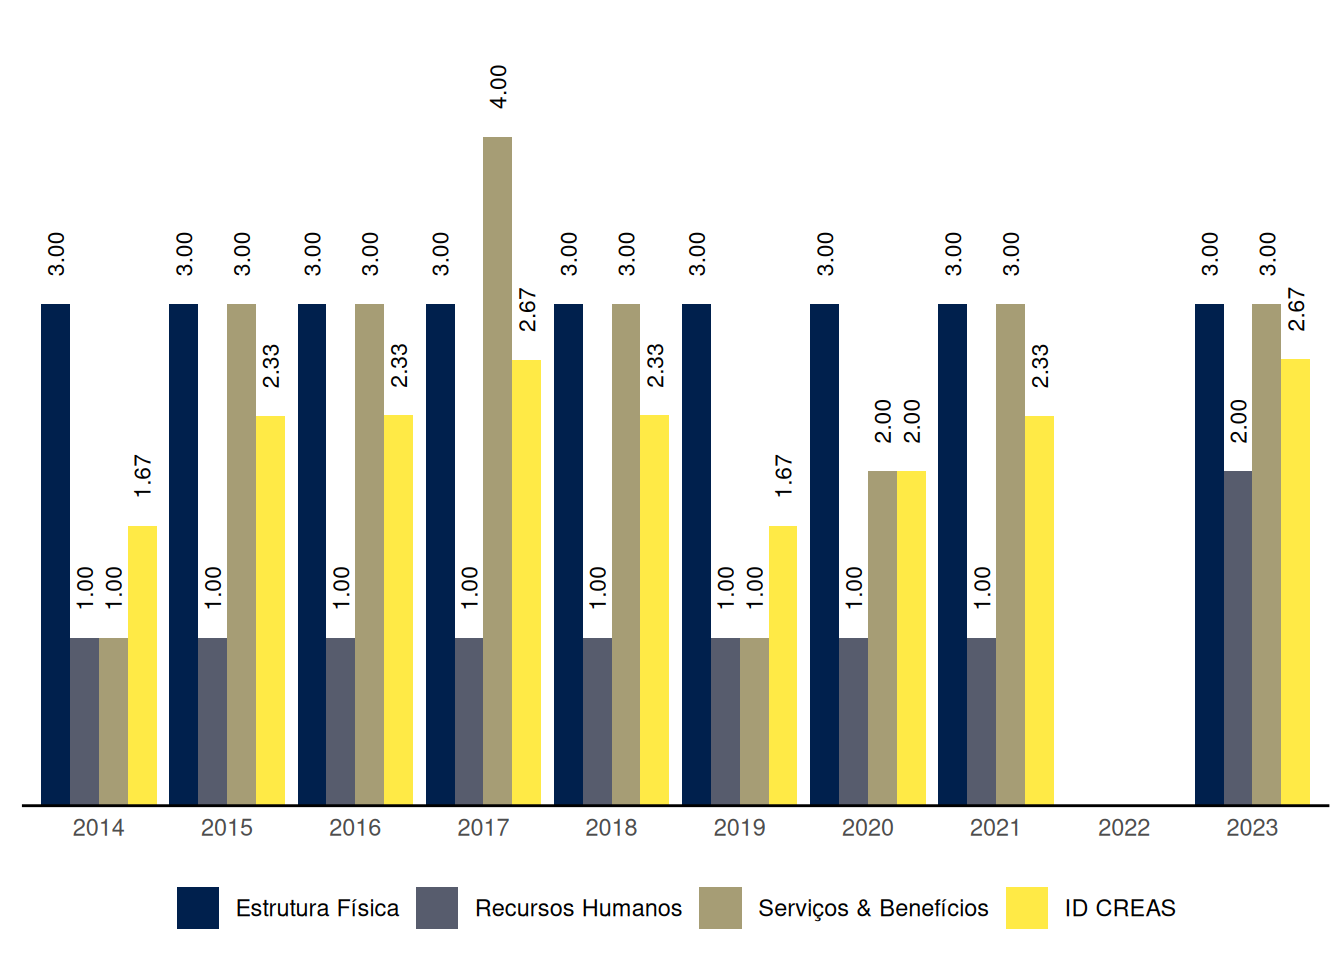 4.00
3.00 3.00 3.00 3.00 3.00 3.00 3.00 3.00 3.00 3.00 3.00 3.00 3.00 3.00
2.67 2.67
2.33 2.33 2.33 2.33
2.00 2.00 2.00
1.67 1.67
1.00 1.00 1.00 1.00 1.00 1.00 1.00 1.00 1.00 1.00
2014 2015 2016 2017 2018 2019 2020 2021 2022 2023
Estrutura Física Recursos Humanos Serviços & Benefícios ID CREAS